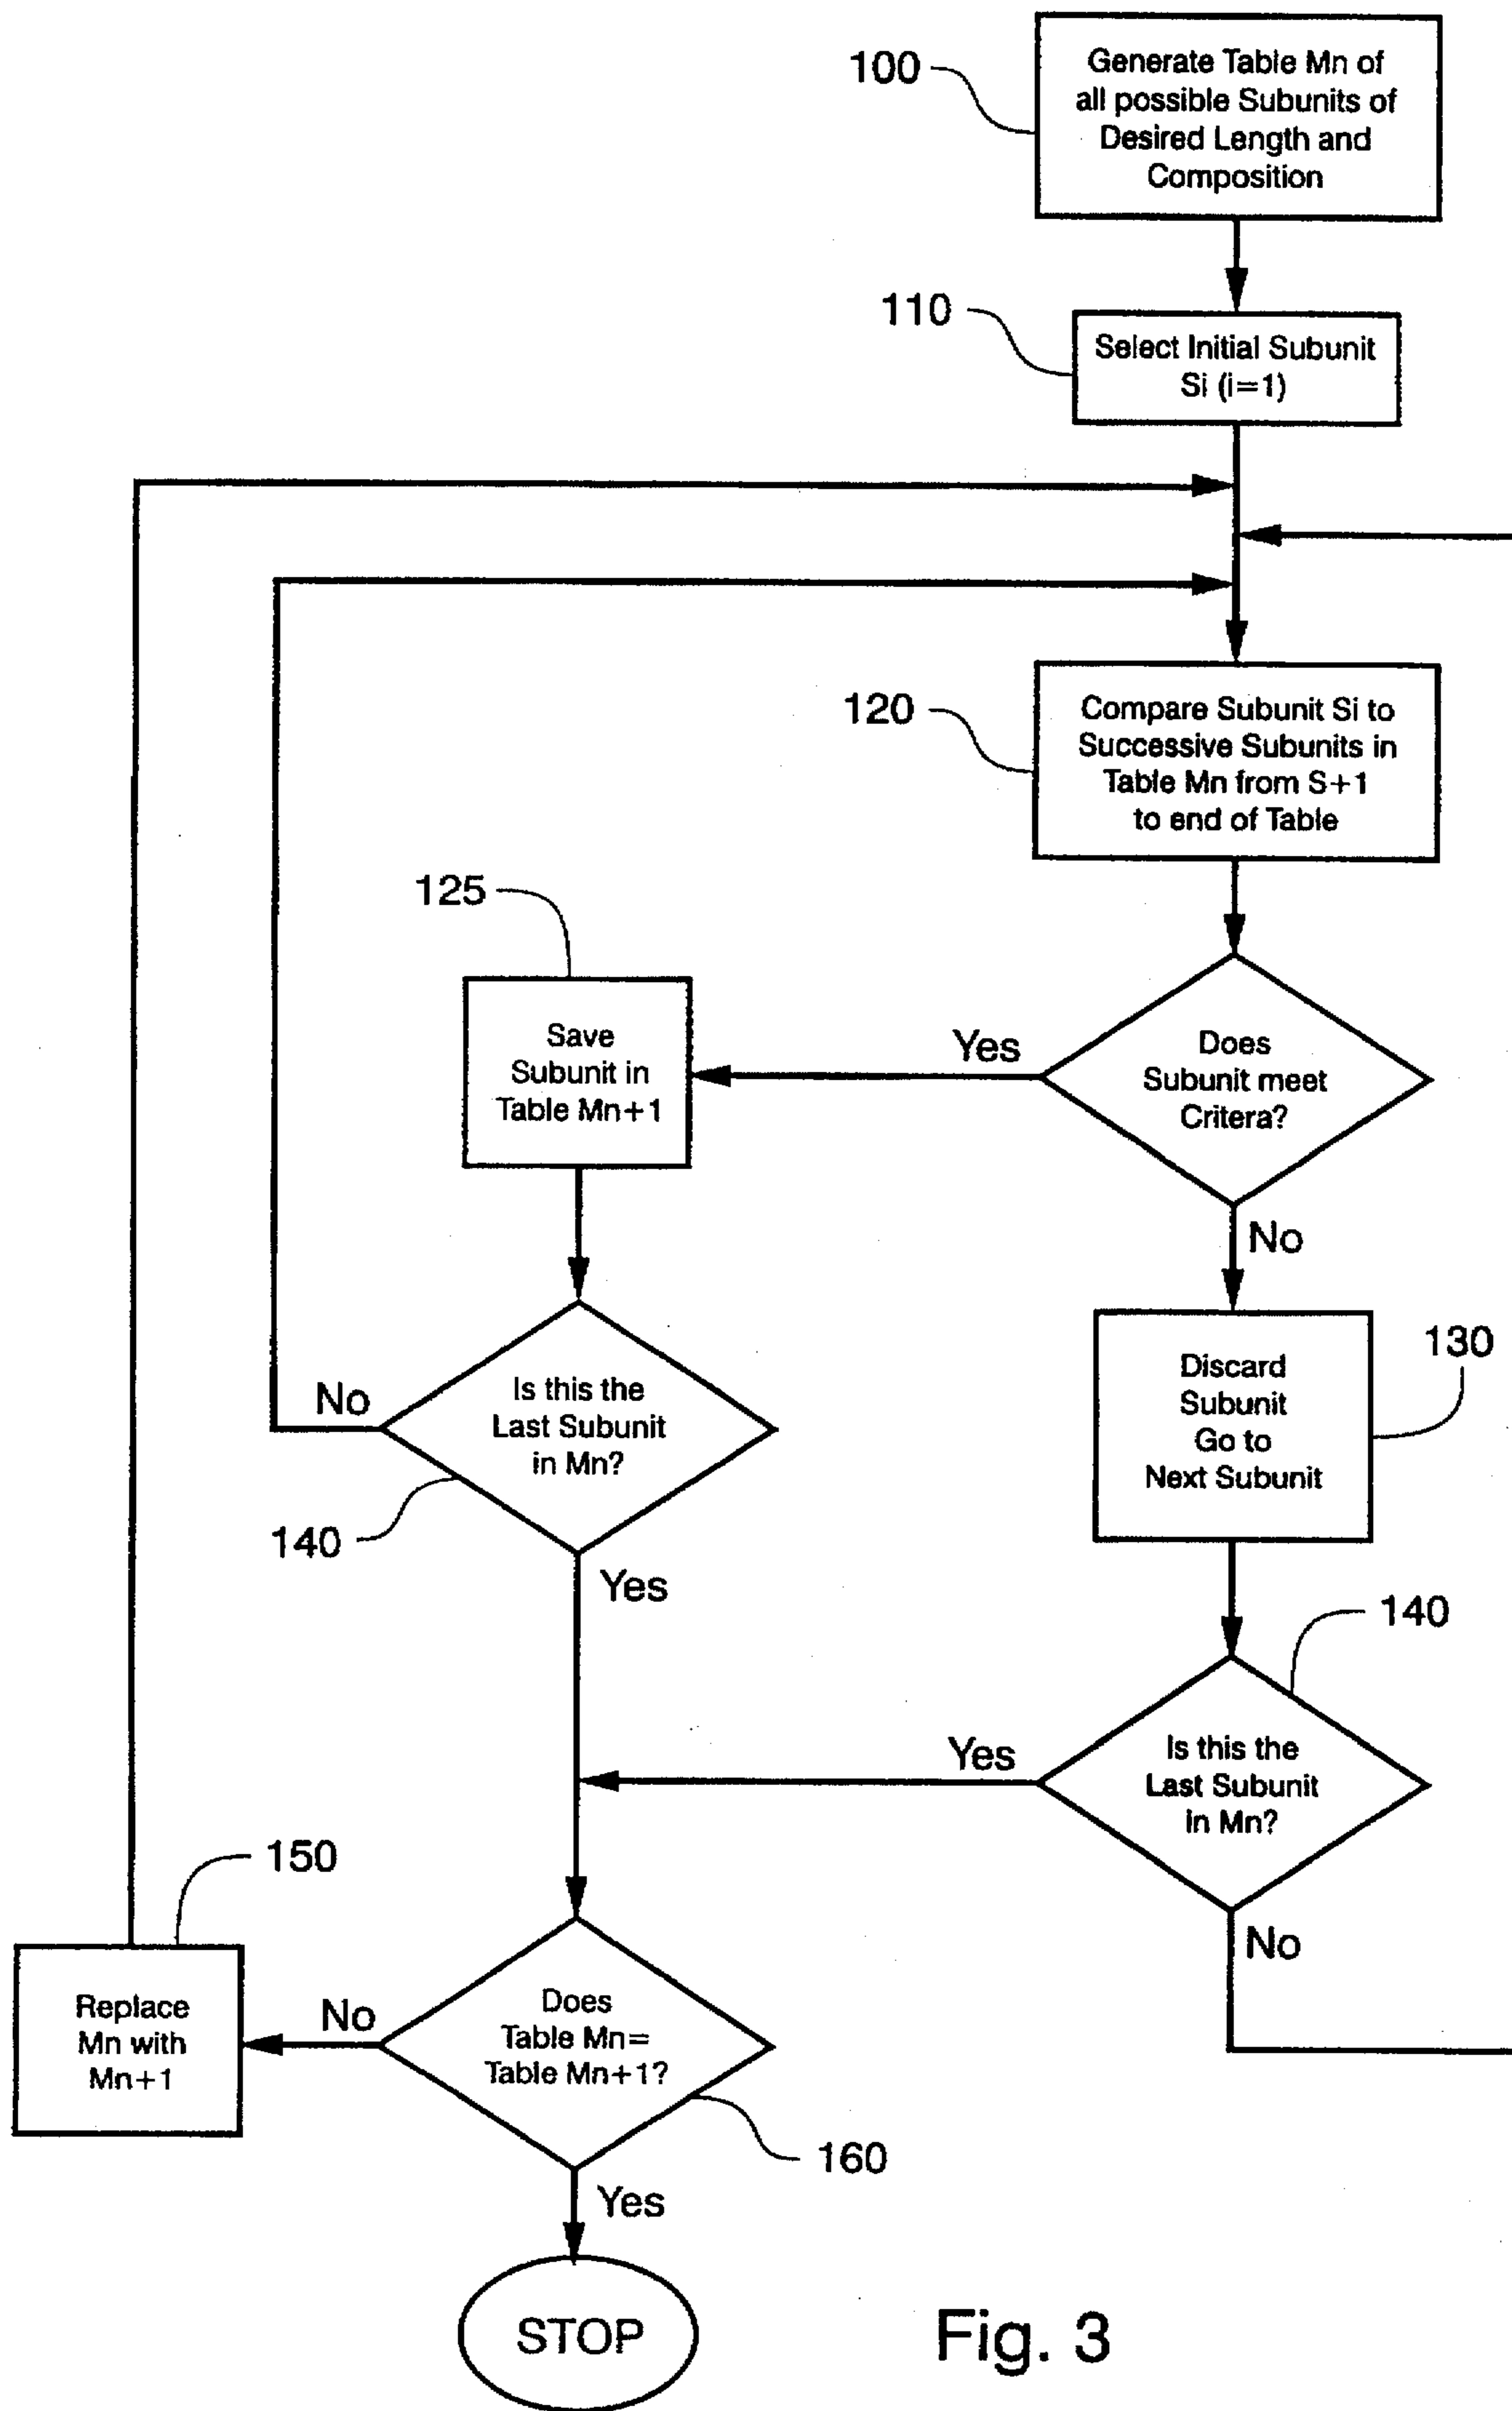 100
Generate Table Mn of
all possible Subunits of
Desired Length and
Composition
110
Select Initial Subunit
Si (i=1)
120
Compare Subunit Si to
Successive Subunits in
Table Mn from S+1
to end of Table
125
Save
Subunit in
Table Mn+1
Yes
Does
Subunit meet
Critera?
No
130
Discard
Subunit
Go to
Next Subunit
No
Is this the
Last Subunit
in Mn?
140
Yes
140
Yes
Is this the
Last Subunit
in Mn?
No
150
Replace
Mn with
Mn+1
No
Does
Table Mn=
Table Mn+1?
160
Yes
STOP
Fig. 3